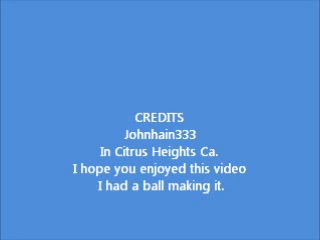 CREDITS
Johnhain333
In Citrus Heights Ca.
I hope you enjoyed this video
I had a ball making it.